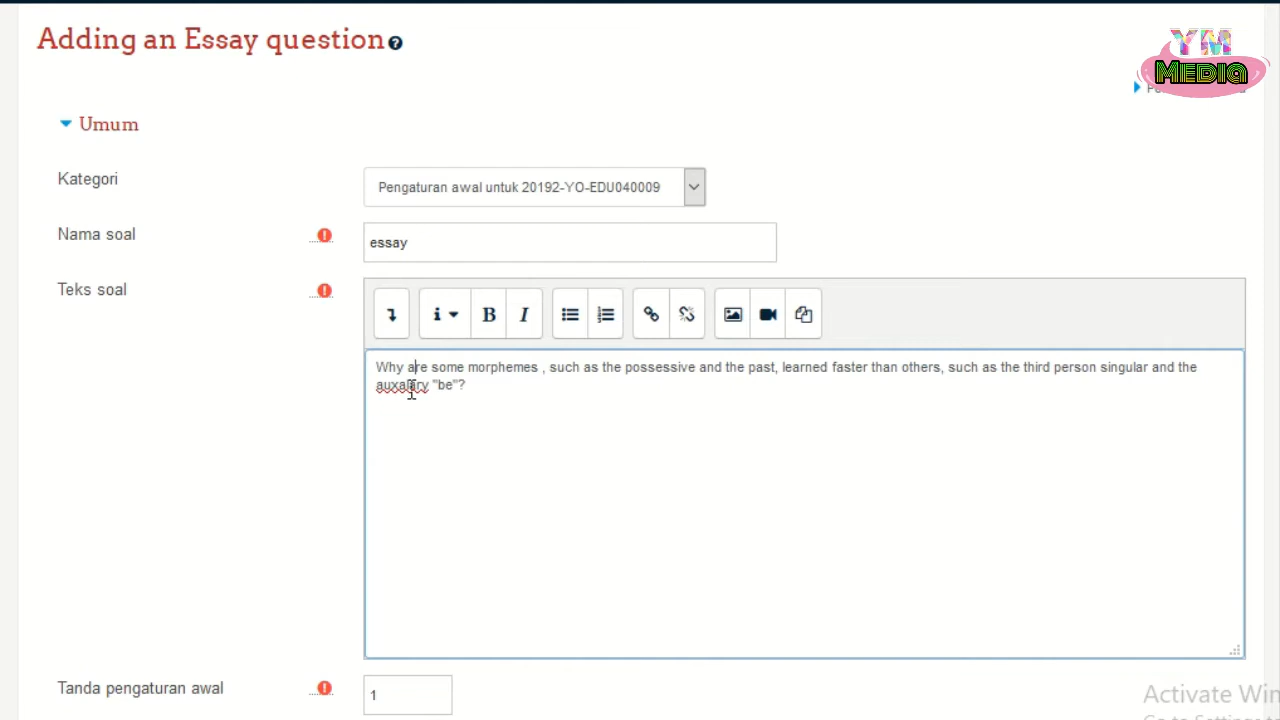 Adding an Essay question
YM
MEDIA
Umum
Kategori
Pengaturan awal untuk 20192-YO-EDU040009
Nama soal
essay
Teks soal
i B I
Why are some morphemes , such as the possessive and the past, learned faster than others, such as the third person singular and the
auxalary "be"?
Tanda pengaturan awal
1
Activate Win